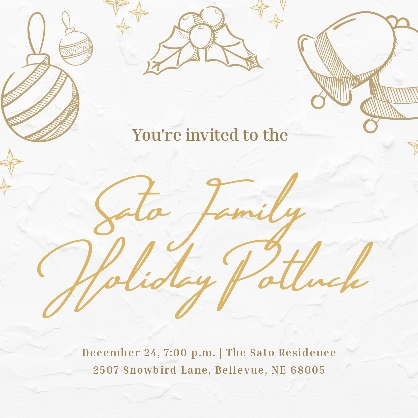 You're invited to the
Sato Family
Holiday Potluck
December 24, 7:00 p.m. | The Sato Residence
2507 Snowbird Lane, Bellevue, NE 68005